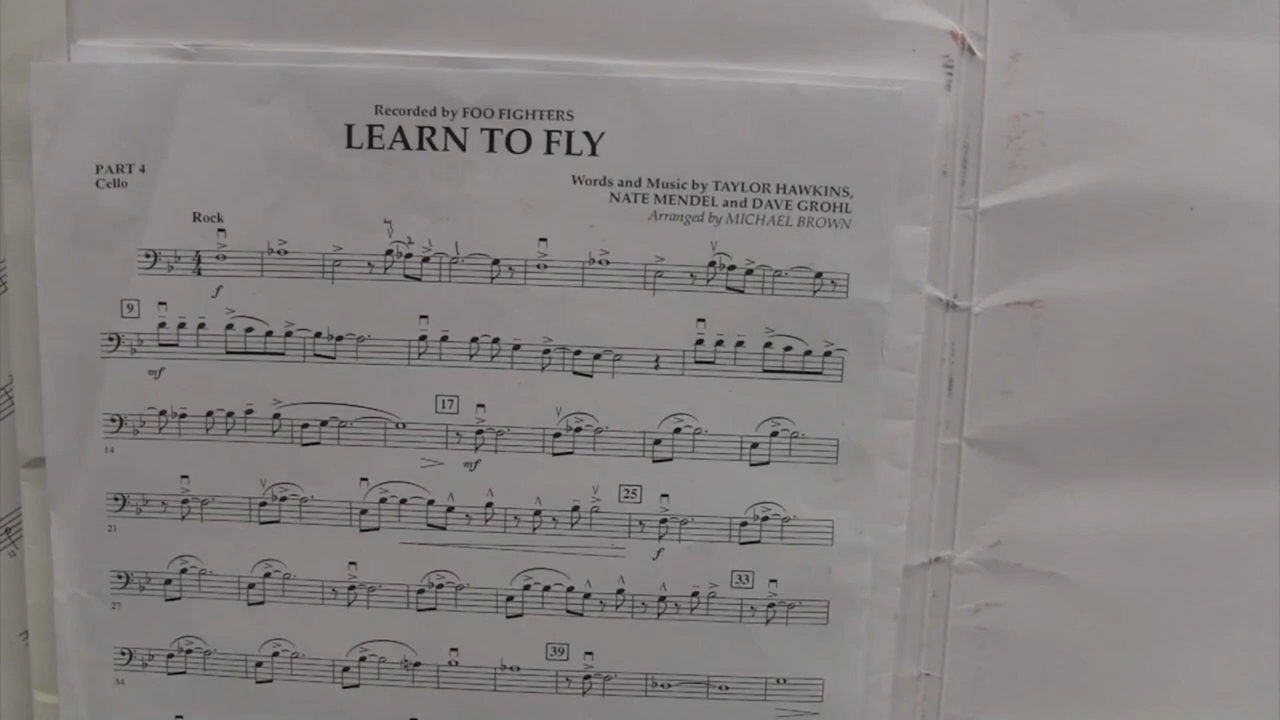 Recorded by FOO FIGHTERS
LEARN TO FLY
PART 4
Cello
Words and Music by TAYLOR HAWKINS,
NATE MENDEL and DAVE GROHL
Arranged by MICHAEL BROWN
Rock
f
9
mf
17
14
mf
25
21
f
33
27
39
34